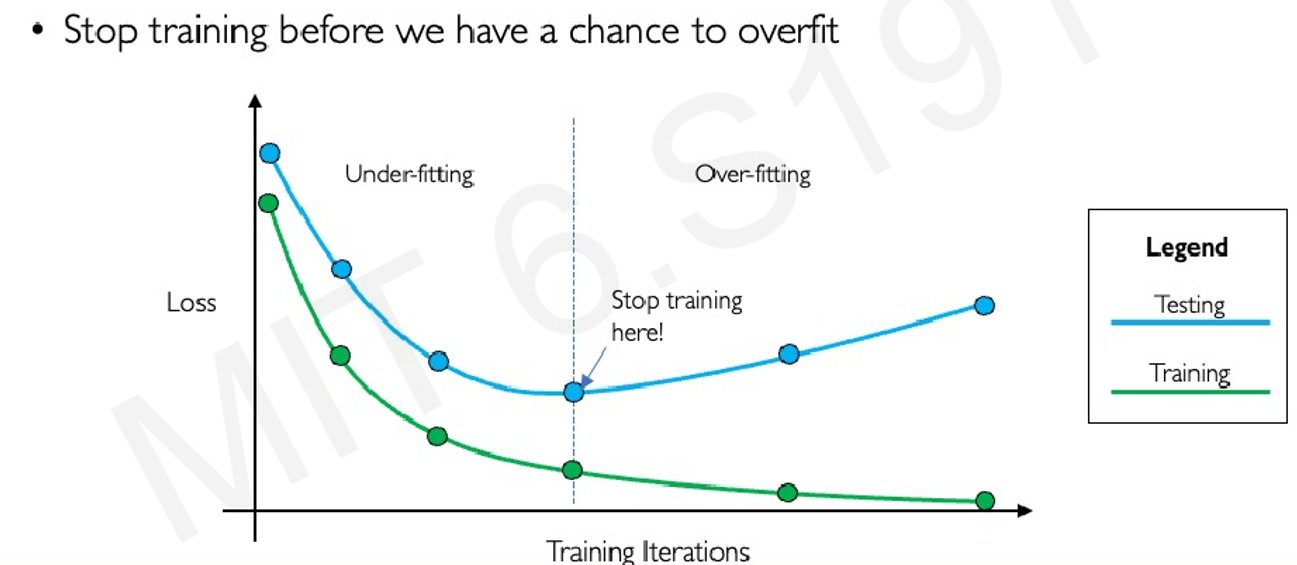 • Stop training before we have a chance to overfit
MIT 6.S191
Under-fitting
Over-fitting
Legend
Loss
Stop training
here!
Testing
Training
Training Iterations